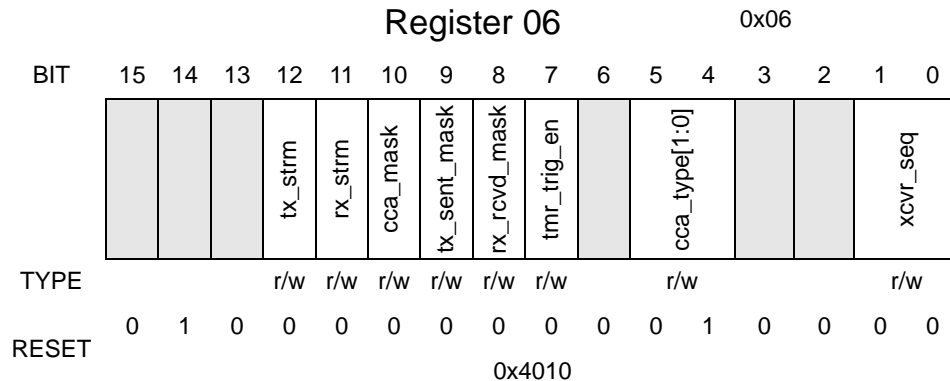 Register 06 0x06
BIT 15 14 13 12 11 10 9 8 7 6 5 4 3 2 1 0
tx_strm
rx_strm
cca_mask
tx_sent_mask
rx_rcvd_mask
tmr_trig_en
cca_type[1:0]
xcvr_seq
TYPE r/w r/w r/w r/w r/w r/w r/w r/w
RESET 0 1 0 0 0 0 0 0 0 0 0 1 0 0 0 0
0x4010